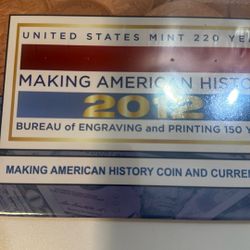 UNITED STATES MINT 220 YEA
MAKING AMERICAN HISTO
2012
BUREAU of ENGRAVING and PRINTING 150 Y
MAKING AMERICAN HISTORY COIN AND CURREN